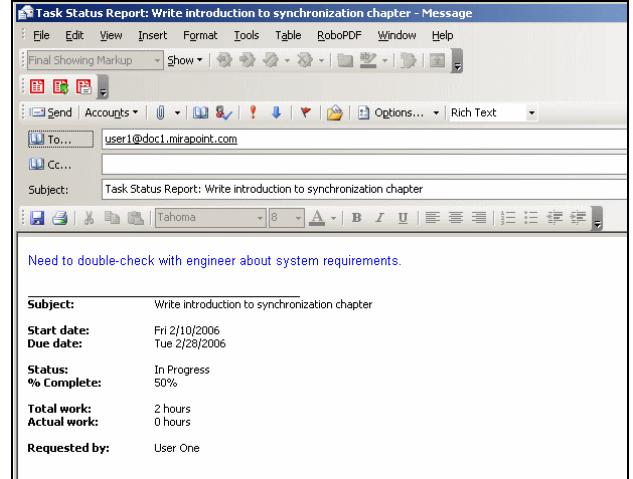 Task Status Report: Write introduction to synchronization chapter - Message
File Edit View Insert Format Tools Table RoboPDF Window Help
Final Showing Markup Show
Send Accounts Options... Rich Text
To... user1@doc1.mirapoint.com
Cc...
Subject: Task Status Report: Write introduction to synchronization chapter
Tahoma 8 A B I U
Need to double-check with engineer about system requirements.
Subject: Write introduction to synchronization chapter
Start date: Fri 2/10/2006
Due date: Tue 2/28/2006
Status: In Progress
% Complete: 50%
Total work: 2 hours
Actual work: 0 hours
Requested by: User One